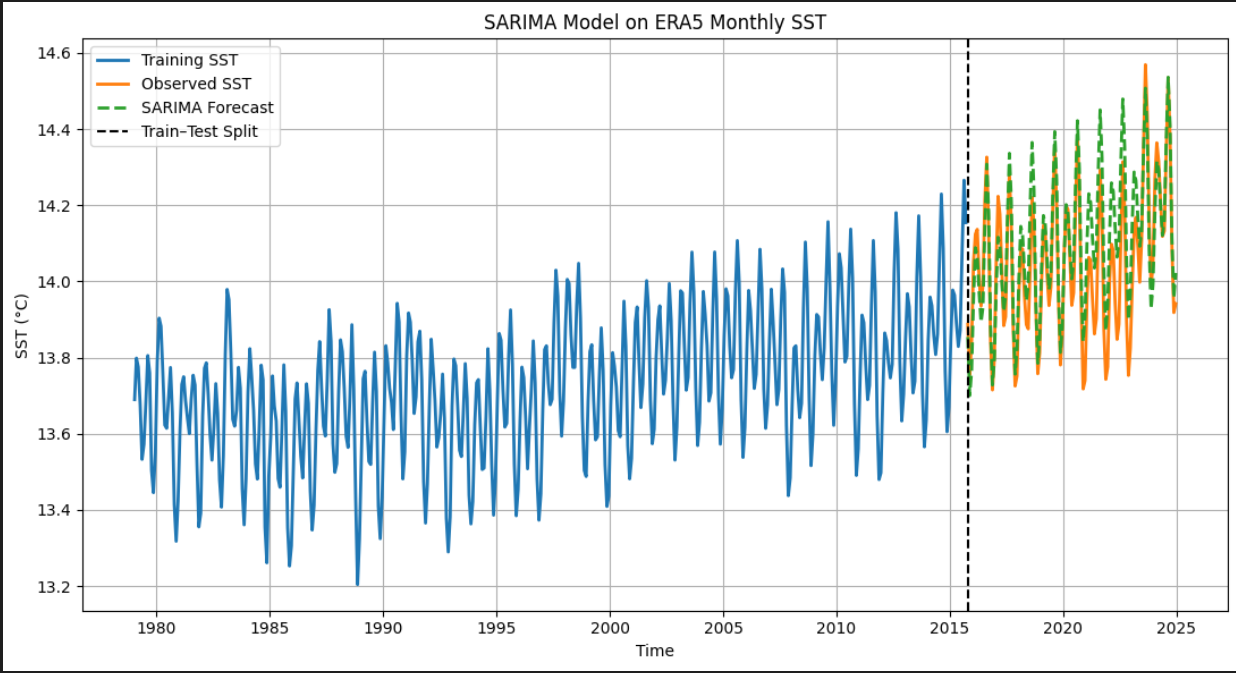 SARIMA Model on ERA5 Monthly SST
Training SST
Observed SST
SARIMA Forecast
Train–Test Split
SST (°C)
14.6
14.4
14.2
14.0
13.8
13.6
13.4
13.2
1980 1985 1990 1995 2000 2005 2010 2015 2020 2025
Time